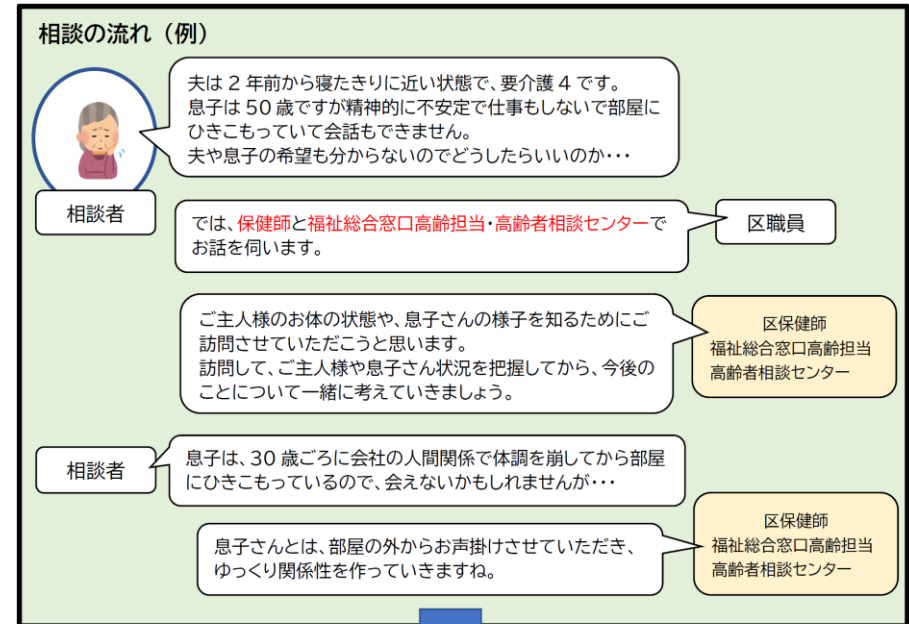 相談の流れ（例）
夫は２年前から寝たきりに近い状態で、要介護４です。
息子は 50 歳ですが精神的に不安定で仕事もしないで部屋に
ひきこもっていて会話もできません。
夫や息子の希望も分からないのでどうしたらいいのか・・・
相談者
では、保健師と福祉総合窓口高齢担当・高齢者相談センターで
お話を伺います。
区職員
ご主人様のお体の状態や、息子さんの様子を知るためにご
訪問させていただこうと思います。
訪問して、ご主人様や息子さん状況を把握してから、今後の
ことについて一緒に考えていきましょう。
区保健師
福祉総合窓口高齢担当
高齢者相談センター
相談者
息子は、30 歳ごろに会社の人間関係で体調を崩してから部屋
にひきこもっているので、会えないかもしれませんが・・・
息子さんとは、部屋の外からお声掛けさせていただき、
ゆっくり関係性を作っていきますね。
区保健師
福祉総合窓口高齢担当
高齢者相談センター